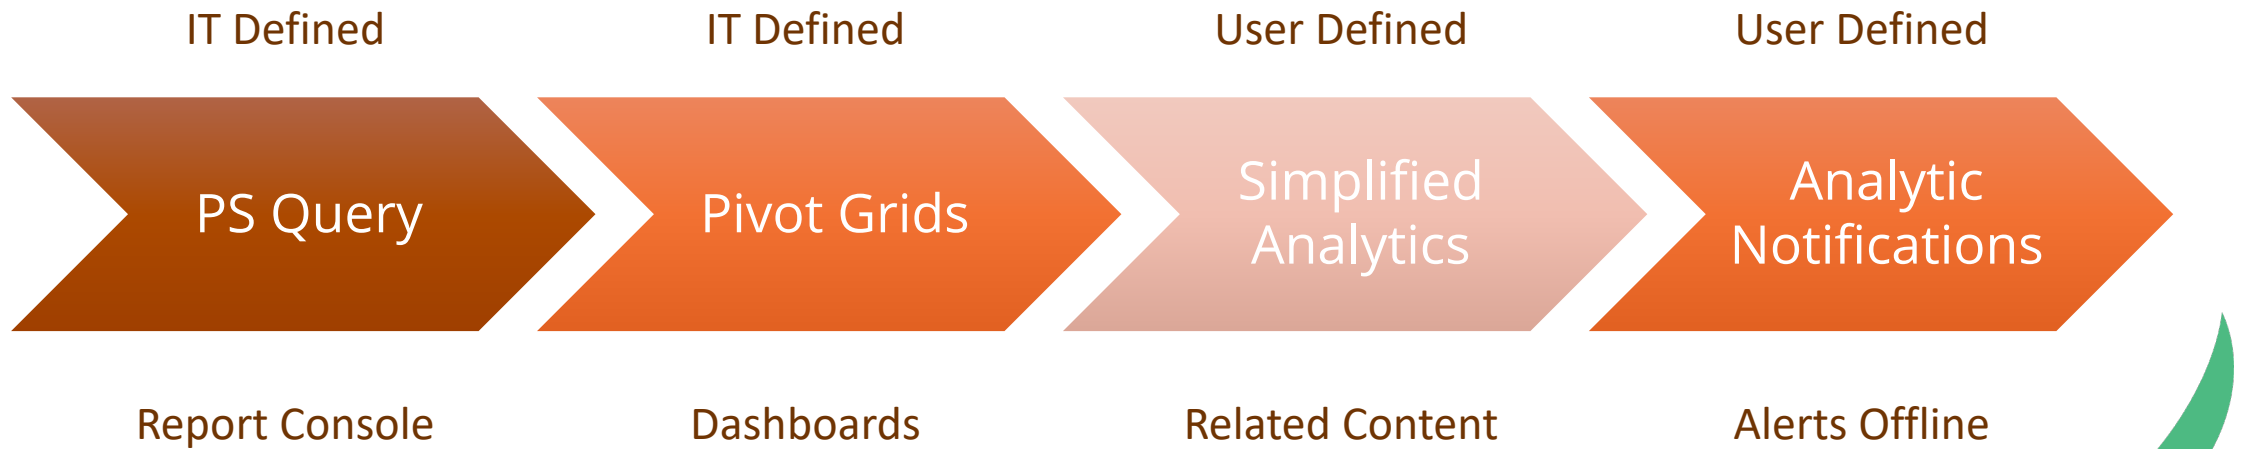 IT Defined
IT Defined
User Defined
User Defined
PS Query
Pivot Grids
Simplified
Analytics
Analytic
Notifications
Report Console
Dashboards
Related Content
Alerts Offline